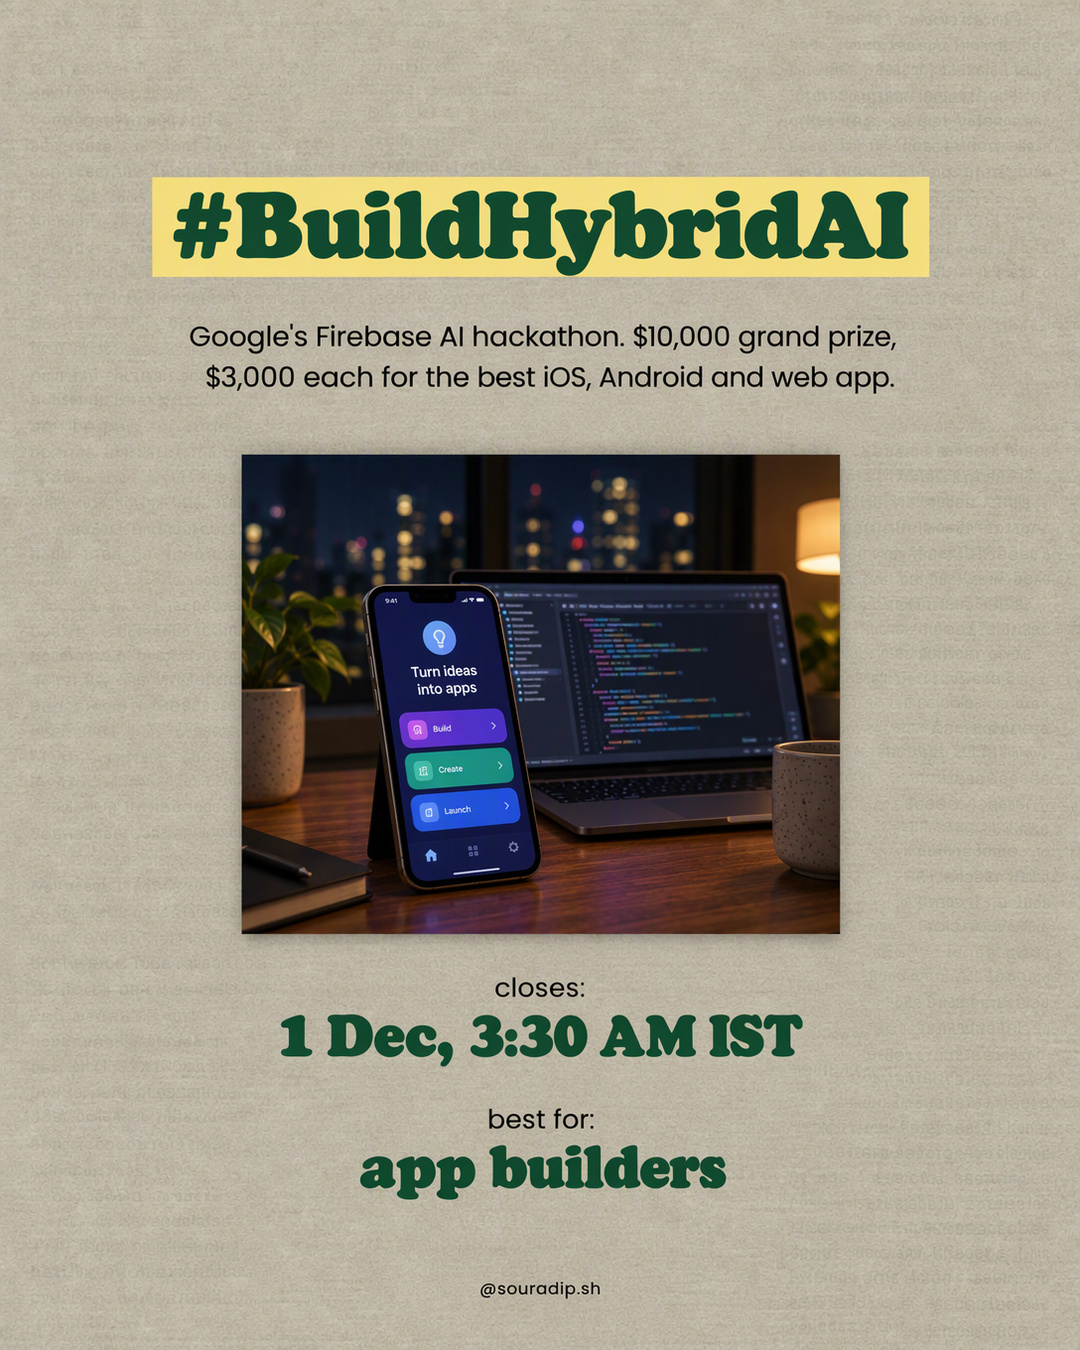 #BuildHybridAI
Google's Firebase AI hackathon. $10,000 grand prize,
$3,000 each for the best iOS, Android and web app.
9:41
Turn ideas
into apps
Build
Create
Launch
closes:
1 Dec, 3:30 AM IST
best for:
app builders
@souradip.sh